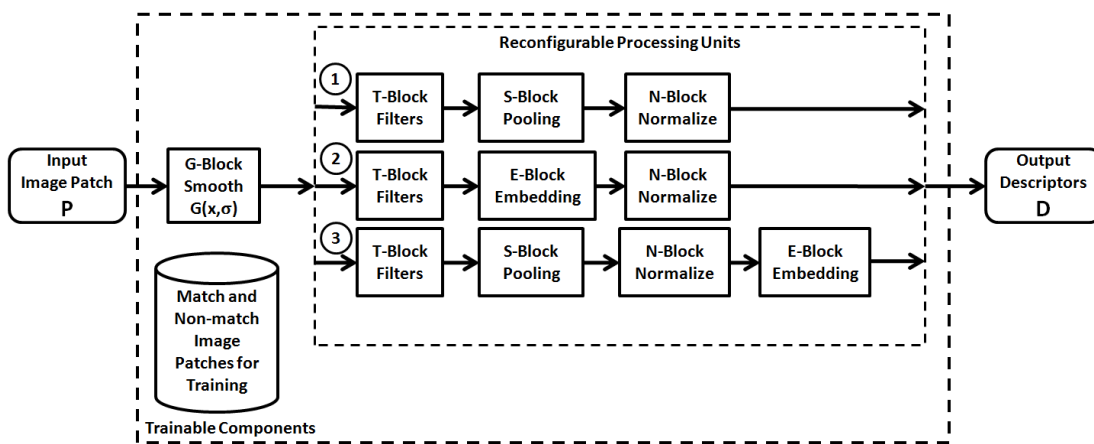 Reconfigurable Processing Units
1
T-Block
Filters
S-Block
Pooling
N-Block
Normalize
Input
Image Patch
P
G-Block
Smooth
G(x,σ)
2
T-Block
Filters
E-Block
Embedding
N-Block
Normalize
Output
Descriptors
D
3
T-Block
Filters
S-Block
Pooling
N-Block
Normalize
E-Block
Embedding
Match and
Non-match
Image
Patches for
Training
Trainable Components